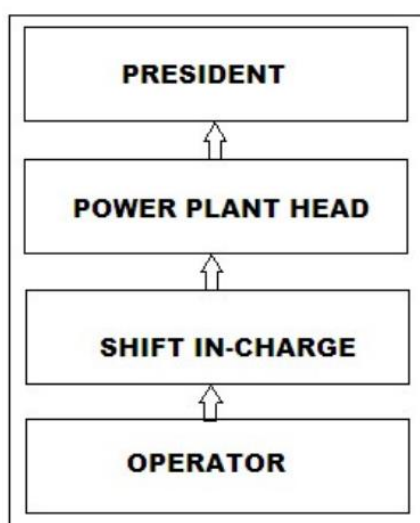 PRESIDENT
POWER PLANT HEAD
SHIFT IN-CHARGE
OPERATOR